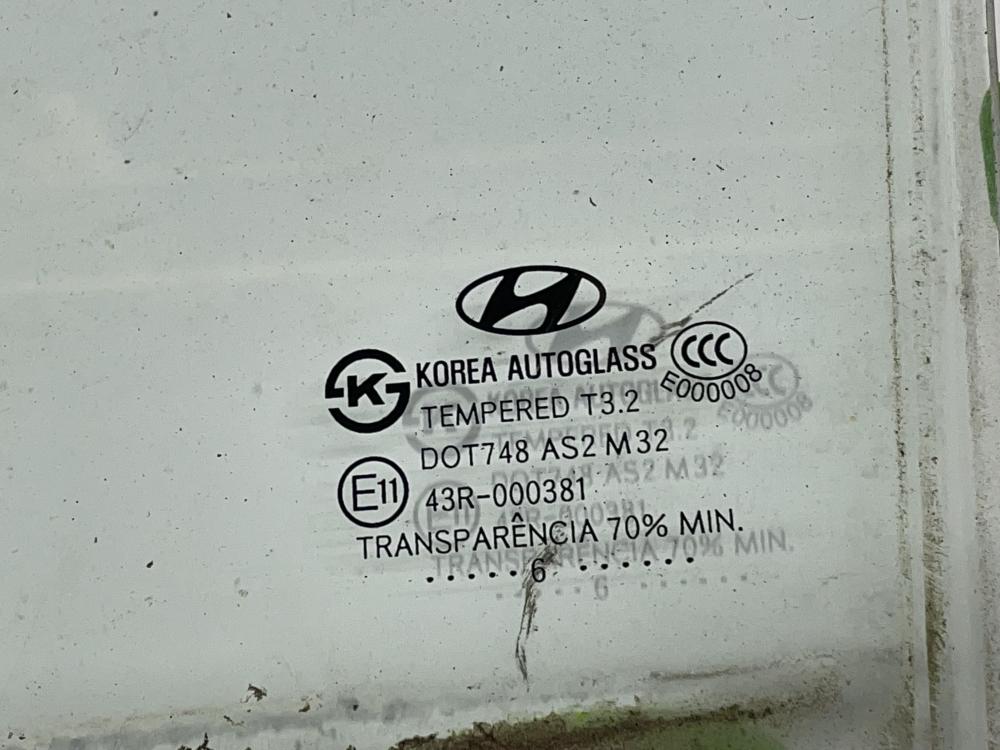 KOREA AUTOGLASS
CCC
E000008
K
TEMPERED T3.2
DOT748 AS2 M32
E11
43R-000381
TRANSPARÊNCIA 70% MIN.
. . . . . 6 . . . . . .